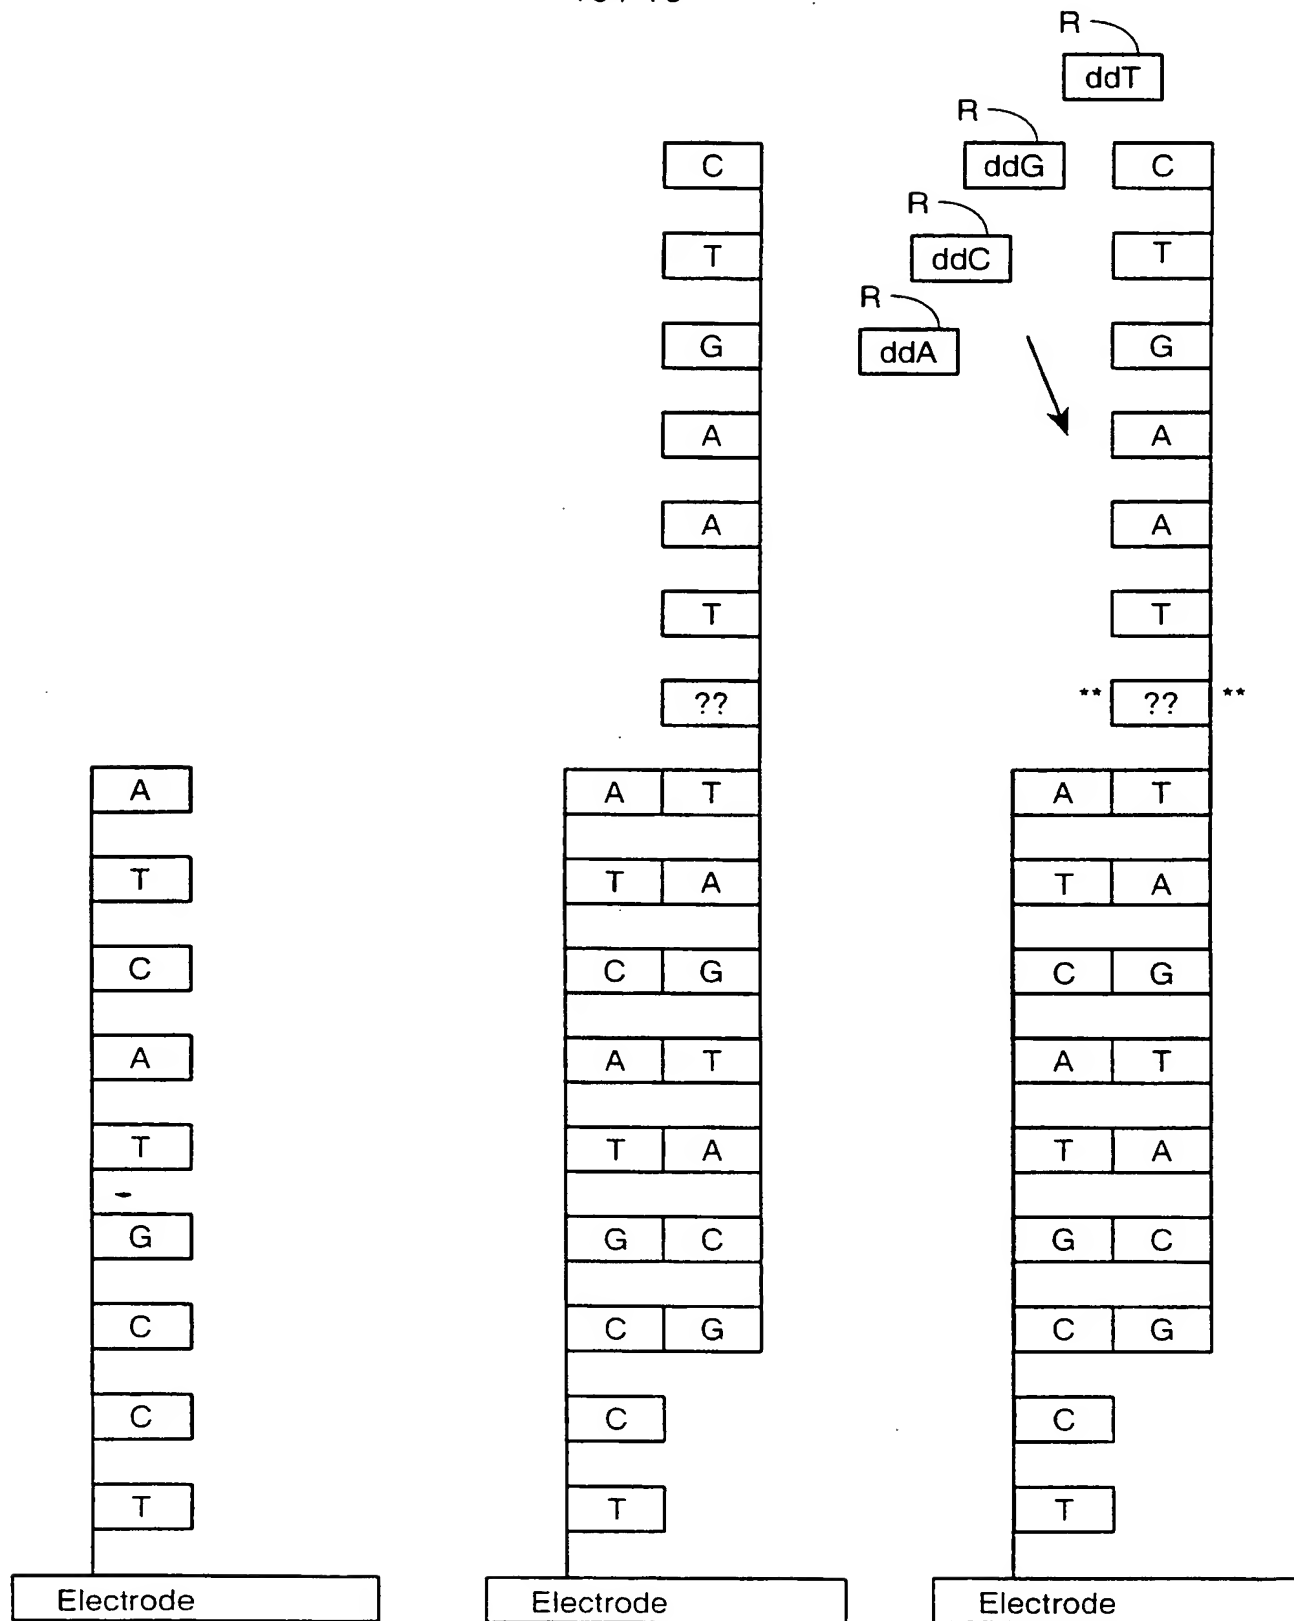 R
ddT
R
C ddG C
R
T ddC T
R
G ddA G
A A
A A
T T
?? ** ?? **
A A T A T
T T A T A
C C G C G
A A T A T
T T A T A
G G C G C
C C G C G
C C C
T T T
Electrode Electrode Electrode